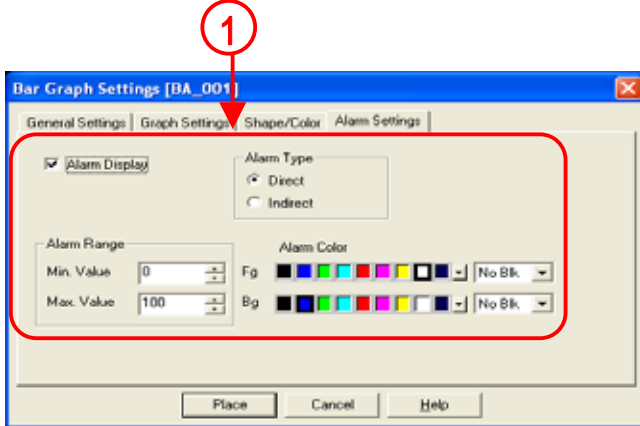 1
Bar Graph Settings [BA_001]
General Settings Graph Settings Shape/Color Alarm Settings
Alarm Display
Alarm Type
Direct
Indirect
Alarm Range
Alarm Color
Min. Value 0 Fg No Blk.
Max. Value 100 Bg No Blk.
Place Cancel Help